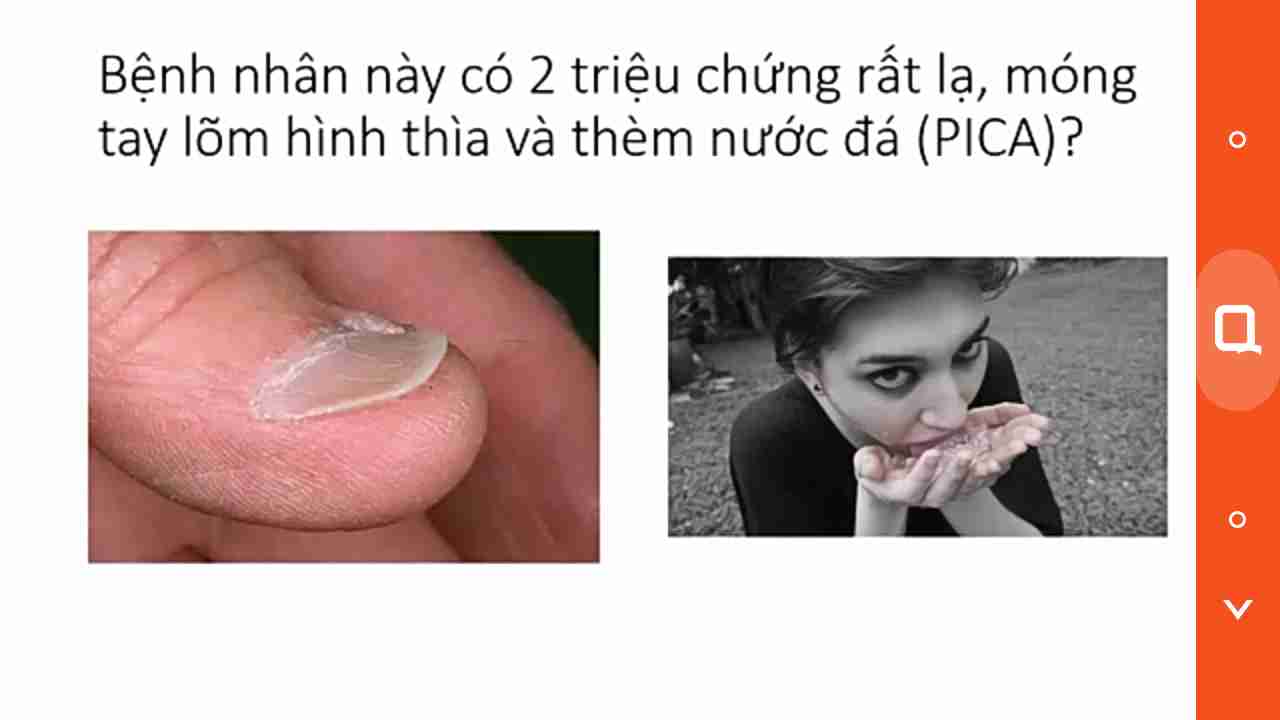 Bệnh nhân này có 2 triệu chứng rất lạ, móng
tay lõm hình thìa và thèm nước đá (PICA)?